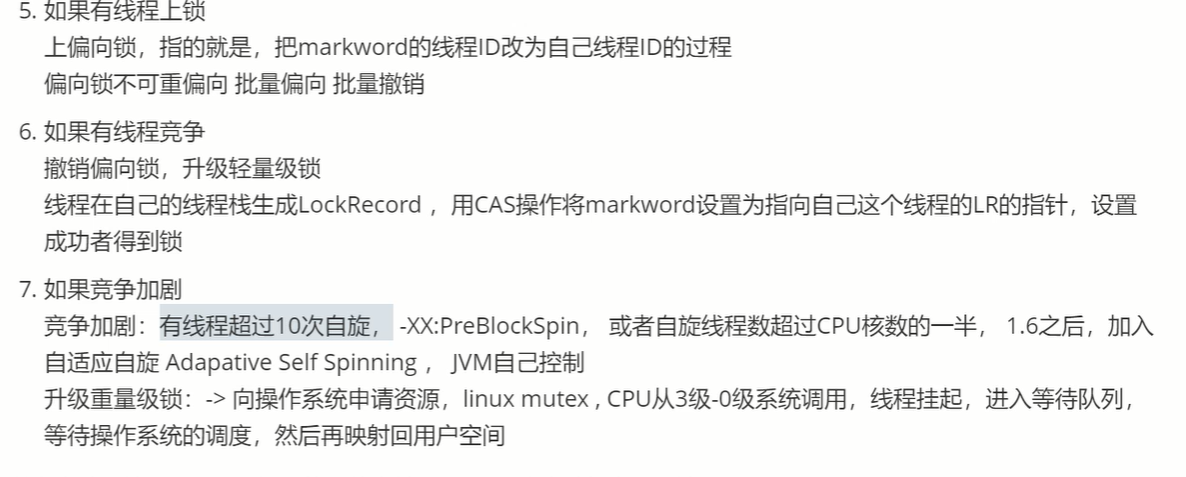 5. 如果有线程上锁
上偏向锁，指的就是，把markword的线程ID改为自己线程ID的过程
偏向锁不可重偏向 批量偏向 批量撤销
6. 如果有线程竞争
撤销偏向锁，升级轻量级锁
线程在自己的线程栈生成LockRecord ，用CAS操作将markword设置为指向自己这个线程的LR的指针，设置
成功者得到锁
7. 如果竞争加剧
竞争加剧：有线程超过10次自旋， -XX:PreBlockSpin， 或者自旋线程数超过CPU核数的一半， 1.6之后，加入
自适应自旋 Adapative Self Spinning ， JVM自己控制
升级重量级锁：-> 向操作系统申请资源，linux mutex , CPU从3级-0级系统调用，线程挂起，进入等待队列，
等待操作系统的调度，然后再映射回用户空间